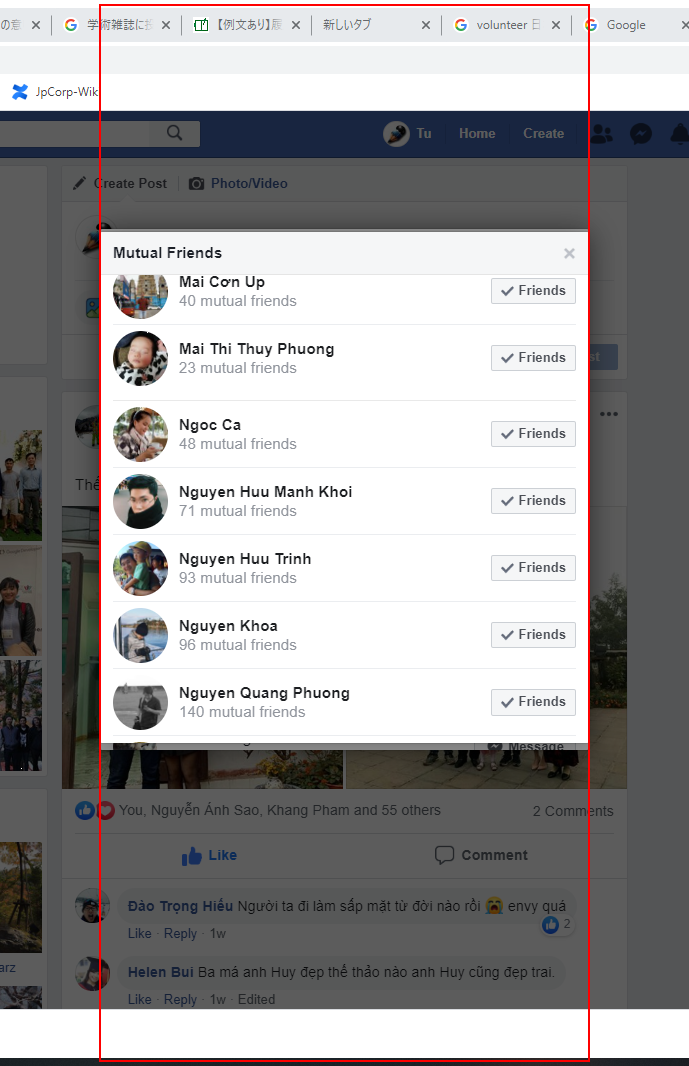 学術雑誌に投
【例文あり】履
新しいタブ
volunteer 日
Google
JpCorp-Wik
Tu
Home
Create
Create Post
Photo/Video
Mutual Friends
Mai Cơn Up
40 mutual friends
Friends
Mai Thi Thuy Phuong
23 mutual friends
Friends
Ngoc Ca
48 mutual friends
Friends
Nguyen Huu Manh Khoi
71 mutual friends
Friends
Nguyen Huu Trinh
93 mutual friends
Friends
Nguyen Khoa
96 mutual friends
Friends
Nguyen Quang Phuong
140 mutual friends
Friends
Message
You, Nguyễn Ánh Sao, Khang Pham and 55 others
2 Comments
Like
Comment
Đào Trọng Hiếu Người ta đi làm sấp mặt từ đời nào rồi 😭 envy quá
2
Like · Reply · 1w
Helen Bui Ba má anh Huy đẹp thế thảo nào anh Huy cũng đẹp trai.
Like · Reply · 1w · Edited